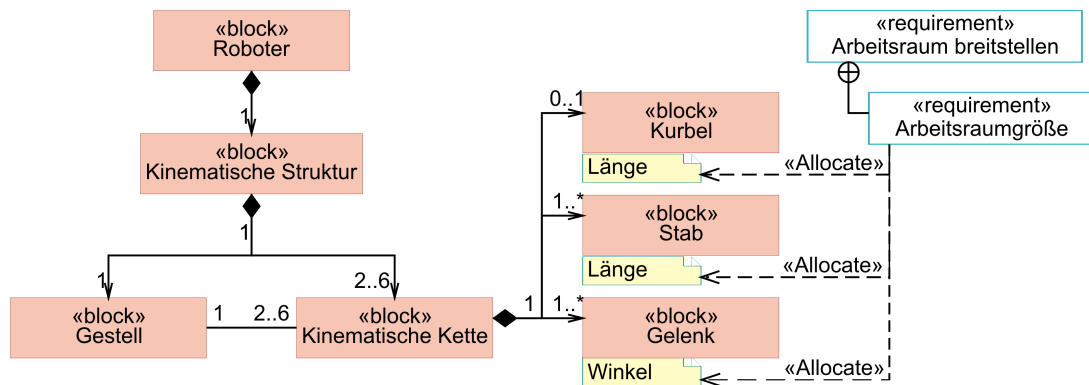 «block»
Roboter
1
«block»
Kinematische Struktur
1
1
2..6
«block»
Gestell
1
2..6
«block»
Kinematische Kette
1
0..1
«block»
Kurbel
Länge
1..*
«block»
Stab
Länge
1..*
«block»
Gelenk
Winkel
«requirement»
Arbeitsraum breitstellen
«requirement»
Arbeitsraumgröße
«Allocate»
«Allocate»
«Allocate»